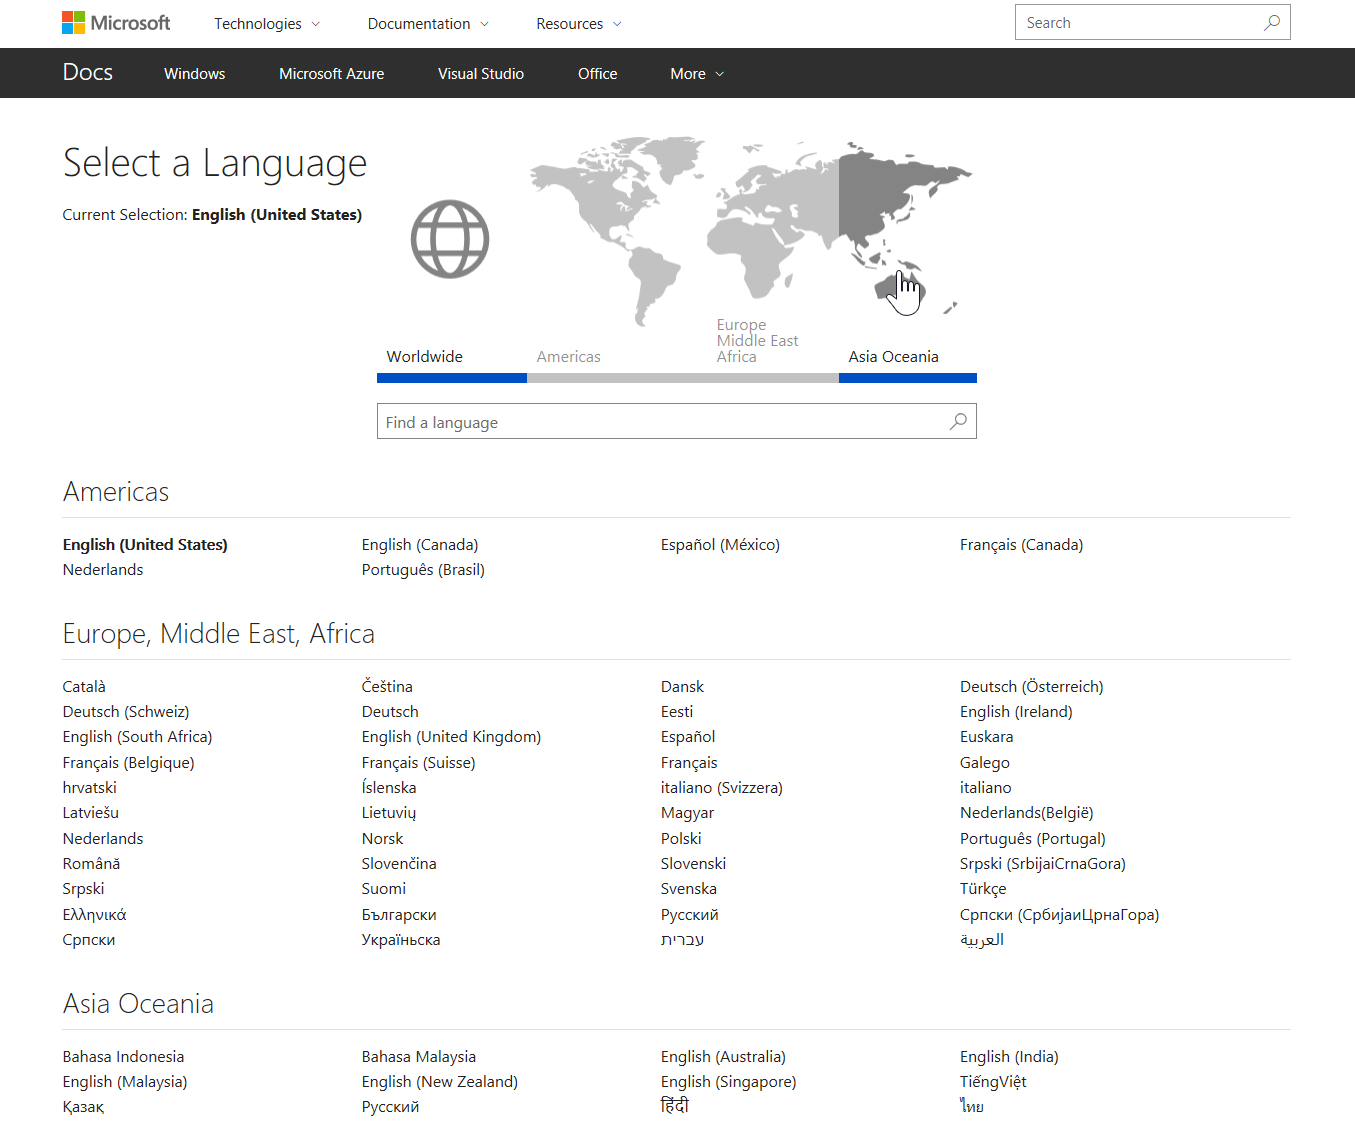 Microsoft Technologies Documentation Resources Search
Docs Windows Microsoft Azure Visual Studio Office More
Select a Language
Current Selection: English (United States)
Europe
Middle East
Worldwide Americas Africa Asia Oceania
Find a language
Americas
English (United States) English (Canada) Español (México) Français (Canada)
Nederlands Português (Brasil)
Europe, Middle East, Africa
Català Čeština Dansk Deutsch (Österreich)
Deutsch (Schweiz) Deutsch Eesti English (Ireland)
English (South Africa) English (United Kingdom) Español Euskara
Français (Belgique) Français (Suisse) Français Galego
hrvatski Íslenska italiano (Svizzera) italiano
Latviešu Lietuvių Magyar Nederlands(België)
Nederlands Norsk Polski Português (Portugal)
Română Slovenčina Slovenski Srpski (SrbijaiCrnaGora)
Srpski Suomi Svenska Türkçe
Ελληνικά Български Русский Српски (СрбијаиЦрнаГора)
Српски Україньска עברית العربية
Asia Oceania
Bahasa Indonesia Bahasa Malaysia English (Australia) English (India)
English (Malaysia) English (New Zealand) English (Singapore) TiếngViệt
Қазақ Русский हिंदी ไทย